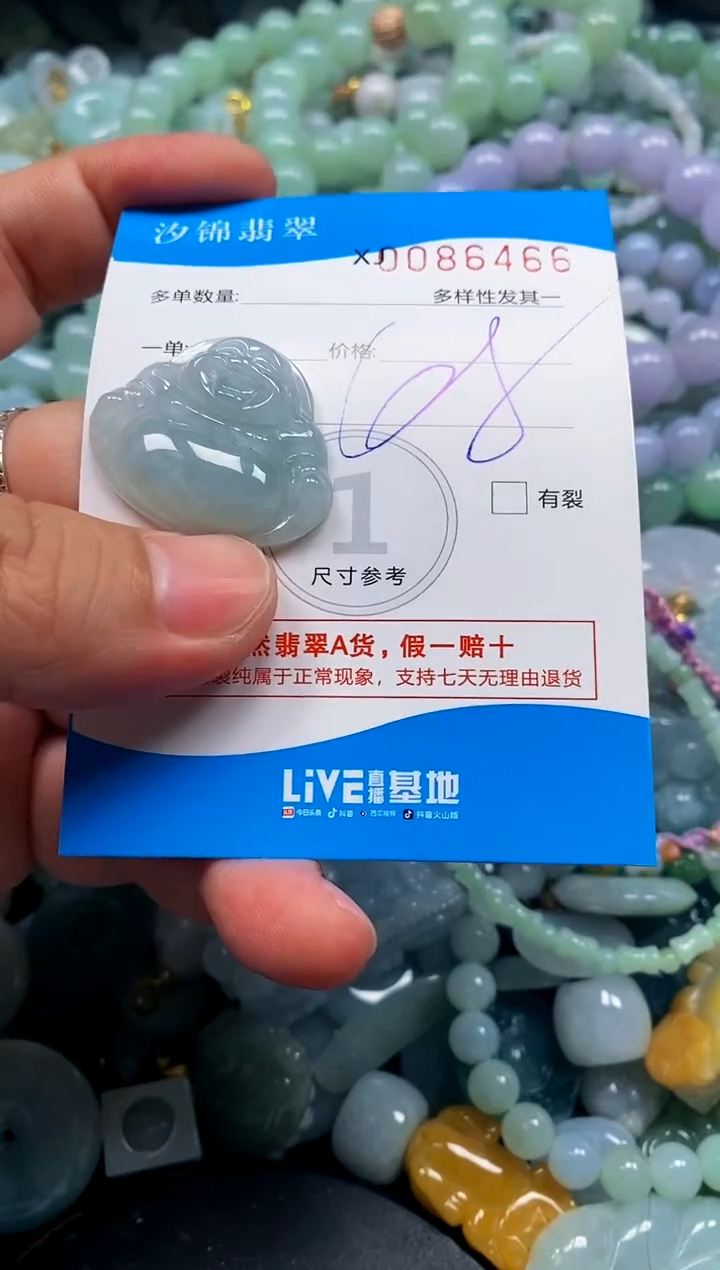 汐锦翡翠
XJ0086466
多单数量: 多样性发其一
一单 价格:
68
1
有裂
尺寸参考
然翡翠A货，假一赔十
裂纯属于正常现象，支持七天无理由退货
LiVE直播基地
今日头条 抖音 西瓜视频 抖音火山版